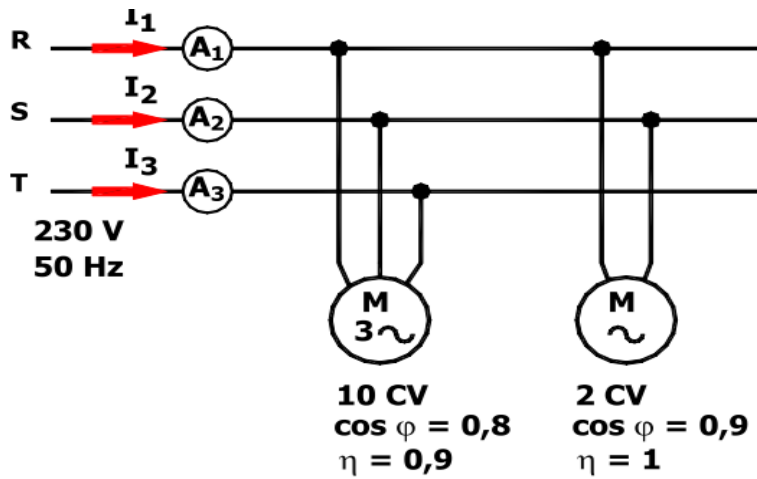 I1
R A1
I2
S A2
I3
T A3
230 V
50 Hz
M
3
M
10 CV
cos φ = 0,8
η = 0,9
2 CV
cos φ = 0,9
η = 1